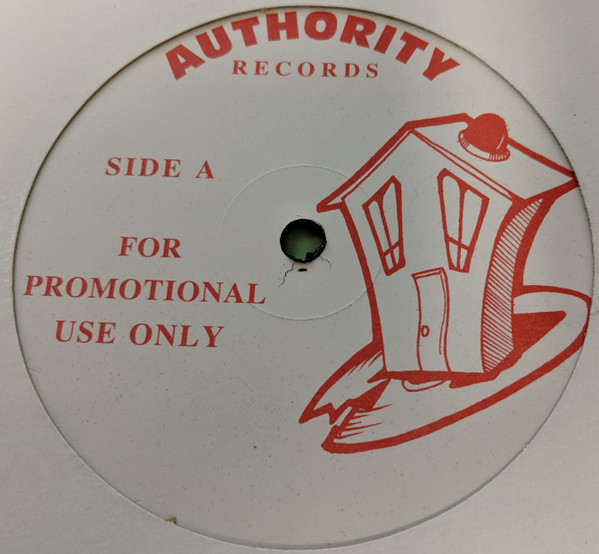 AUTHORITY
RECORDS
SIDE A
FOR
PROMOTIONAL
USE ONLY